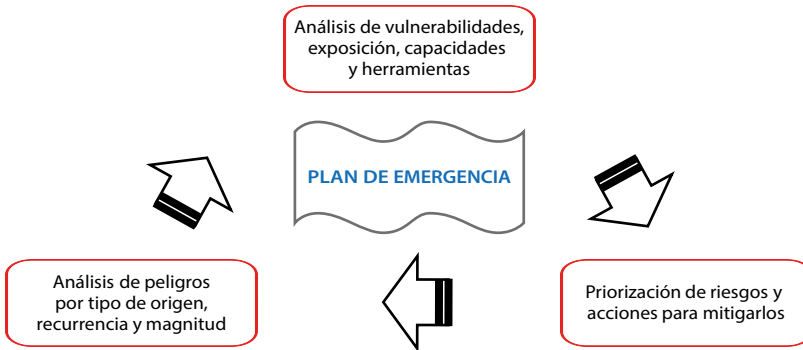 Análisis de vulnerabilidades,
exposición, capacidades
y herramientas
PLAN DE EMERGENCIA
Análisis de peligros
por tipo de origen,
recurrencia y magnitud
Priorización de riesgos y
acciones para mitigarlos